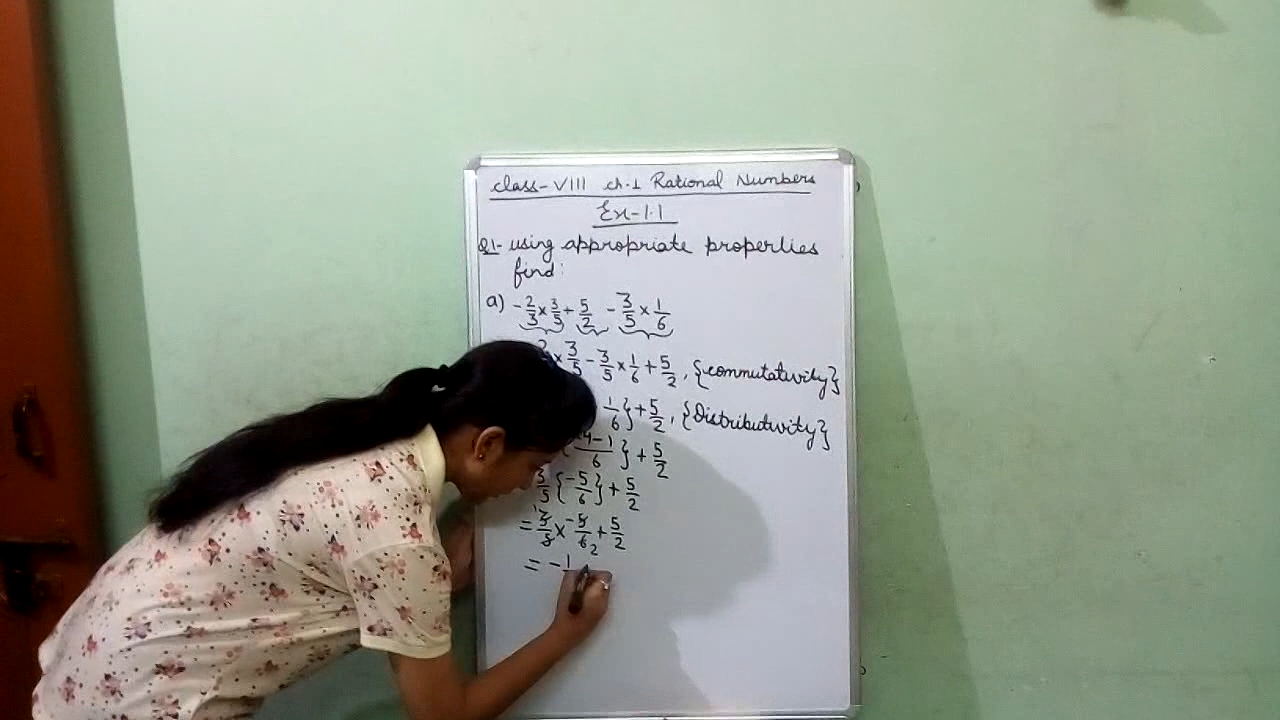 class-VIII ch.1 Rational Numbers
Ex-1.1
Q1- using appropriate properties
find:
a) -2/3 × 3/5 + 5/2 - 3/5 × 1/6
2 × 3/5 - 3/5 × 1/6 + 5/2, {commutativity}
1/6} + 5/2, {Distributivity}
4-1/6} + 5/2
3/5 {-5/6} + 5/2
= 3/5 × -5/6 + 5/2
= -1